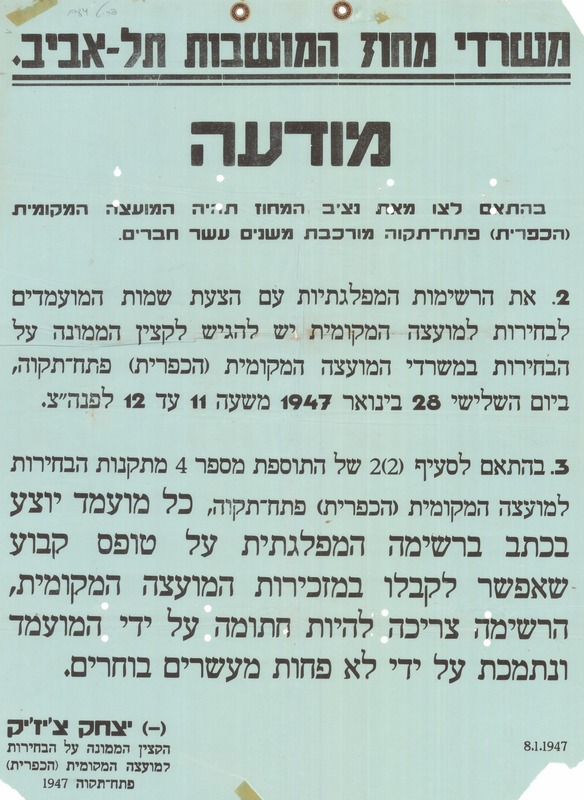 משרדי מחוז המושבות תל-אביב.
מודעה
בהתאם לצו מאת נציב המחוז תהיה המועצה המקומית
(הכפרית) פתח־תקוה מורכבת משנים עשר חברים.
2. את הרשימות המפלגתיות עם הצעת שמות המועמדים
לבחירות למועצה המקומית יש להגיש לקצין הממונה על
הבחירות במשרדי המועצה המקומית (הכפרית) פתח־תקוה,
ביום השלישי 28 בינואר 1947 משעה 11 עד 12 לפנה״צ.
3. בהתאם לסעיף 2(2) של התוספת מספר 4 מתקנות הבחירות
למועצה המקומית (הכפרית) פתח־תקוה, כל מועמד יוצע
בכתב ברשימה המפלגתית על טופס קבוע
שאפשר לקבלו במזכירות המועצה המקומית,
הרשימה צריכה להיות חתומה על ידי המועמד
ונתמכת על ידי לא פחות מעשרים בוחרים.
(–) יצחק צ'יז'יק
הקצין הממונה על הבחירות
למועצה המקומית (הכפרית)
פתח־תקוה 1947
8.1.1947